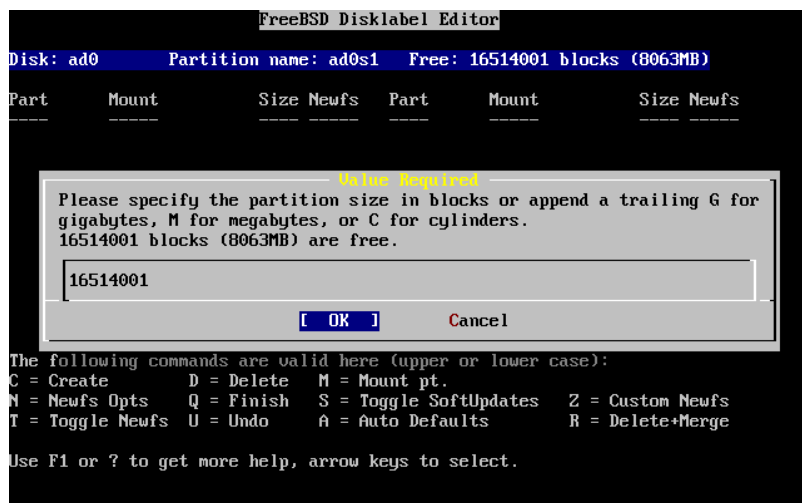 FreeBSD Disklabel Editor
Disk: ad0 Partition name: ad0s1 Free: 16514001 blocks (8063MB)
Part Mount Size Newfs Part Mount Size Newfs
---- ----- ---- ----- ---- ----- ---- -----
Value Required
Please specify the partition size in blocks or append a trailing G for
gigabytes, M for megabytes, or C for cylinders.
16514001 blocks (8063MB) are free.
16514001
[ OK ] Cancel
The following commands are valid here (upper or lower case):
C = Create D = Delete M = Mount pt.
N = Newfs Opts Q = Finish S = Toggle SoftUpdates Z = Custom Newfs
T = Toggle Newfs U = Undo A = Auto Defaults R = Delete+Merge
Use F1 or ? to get more help, arrow keys to select.